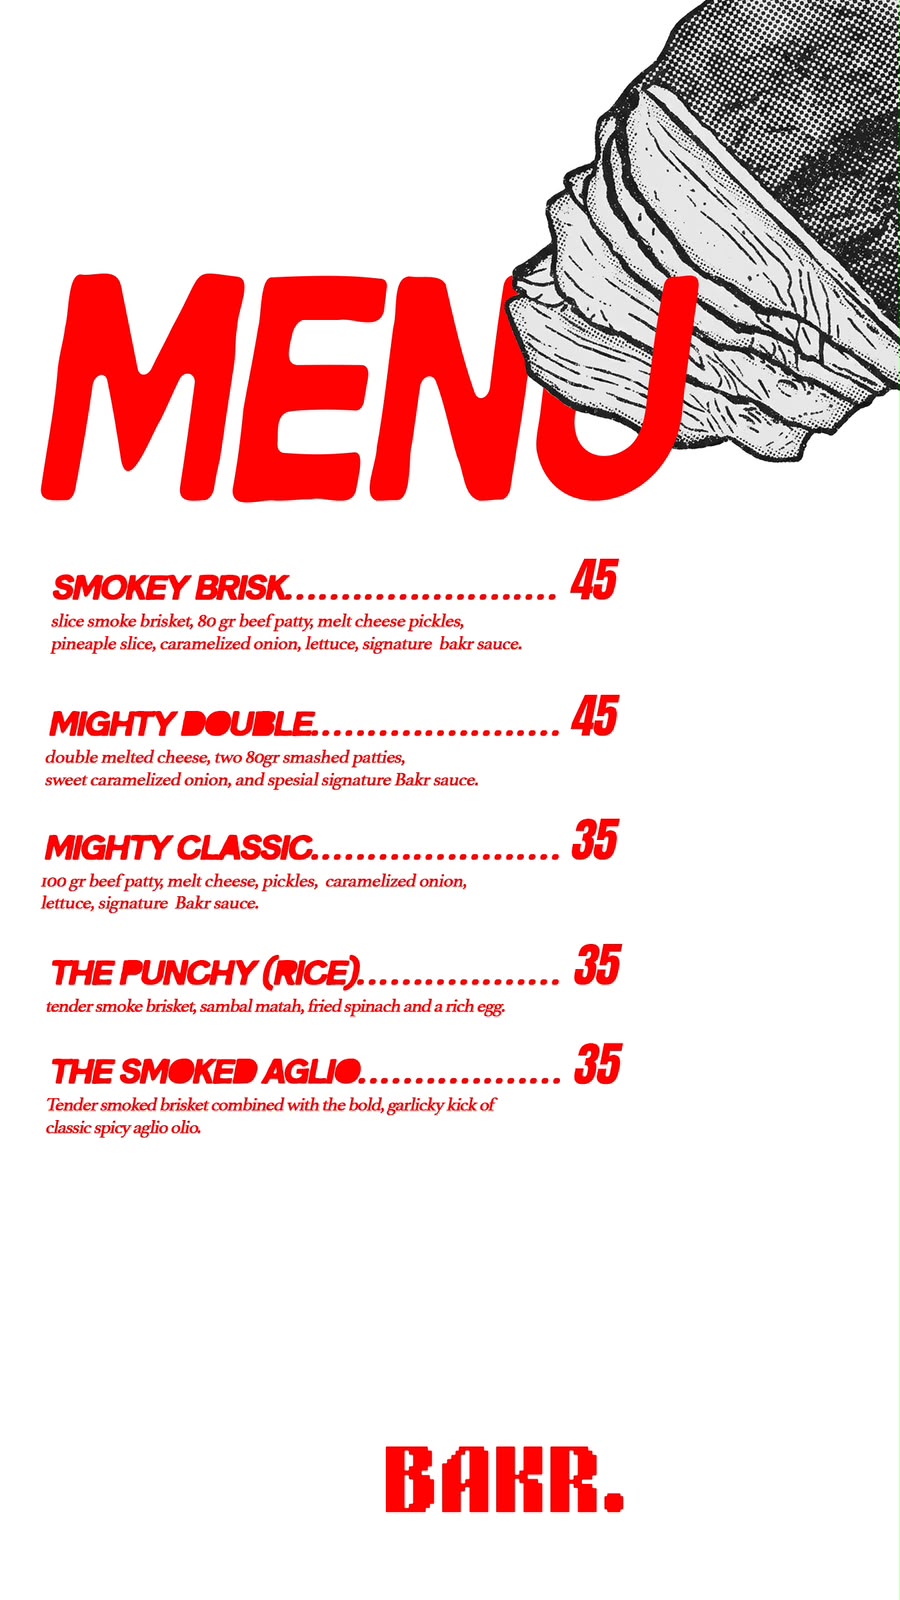 MENU
SMOKEY BRISK........................ 45
slice smoke brisket, 80 gr beef patty, melt cheese pickles,
pineaple slice, caramelized onion, lettuce, signature bakr sauce.
MIGHTY DOUBLE...................... 45
double melted cheese, two 80gr smashed patties,
sweet caramelized onion, and spesial signature Bakr sauce.
MIGHTY CLASSIC...................... 35
100 gr beef patty, melt cheese, pickles, caramelized onion,
lettuce, signature Bakr sauce.
THE PUNCHY (RICE).................. 35
tender smoke brisket, sambal matah, fried spinach and a rich egg.
THE SMOKED AGLIO.................. 35
Tender smoked brisket combined with the bold, garlicky kick of
classic spicy aglio olio.
BAKR.